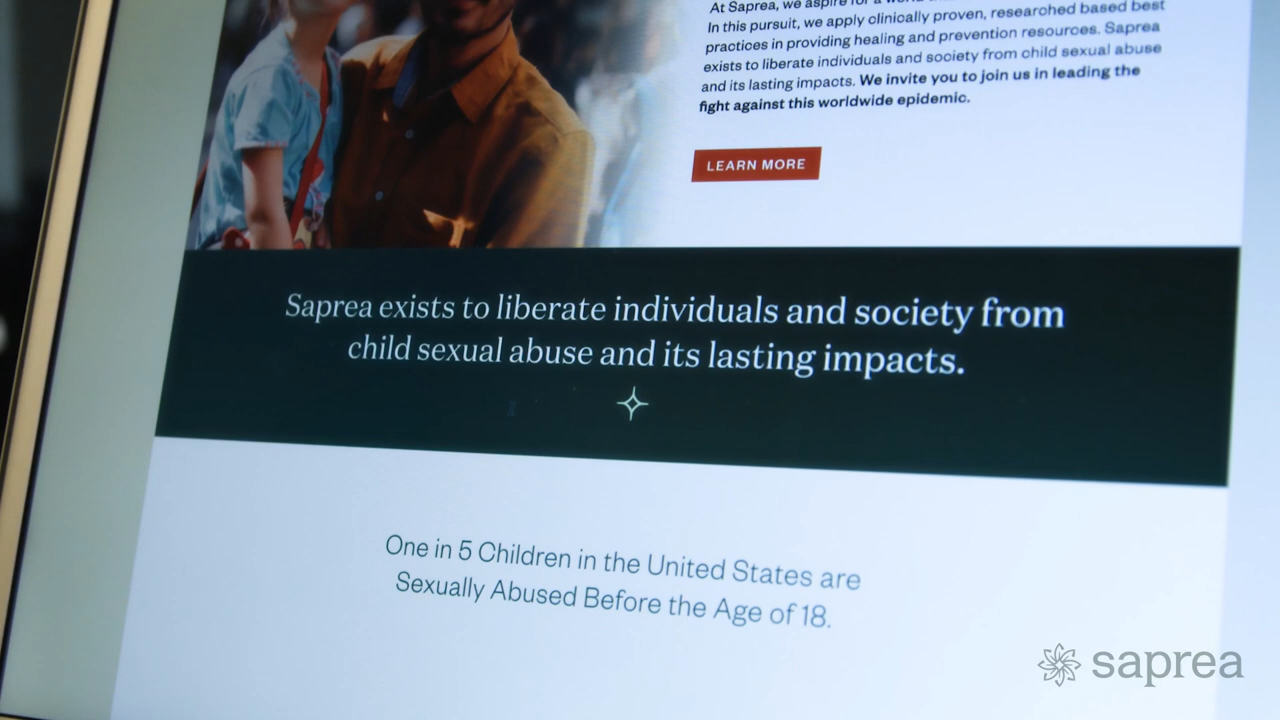 At Saprea, we aspire for a world
In this pursuit, we apply clinically proven, researched based best
practices in providing healing and prevention resources. Saprea
exists to liberate individuals and society from child sexual abuse
and its lasting impacts. We invite you to join us in leading the
fight against this worldwide epidemic.
LEARN MORE
Saprea exists to liberate individuals and society from
child sexual abuse and its lasting impacts.
One in 5 Children in the United States are
Sexually Abused Before the Age of 18.
saprea